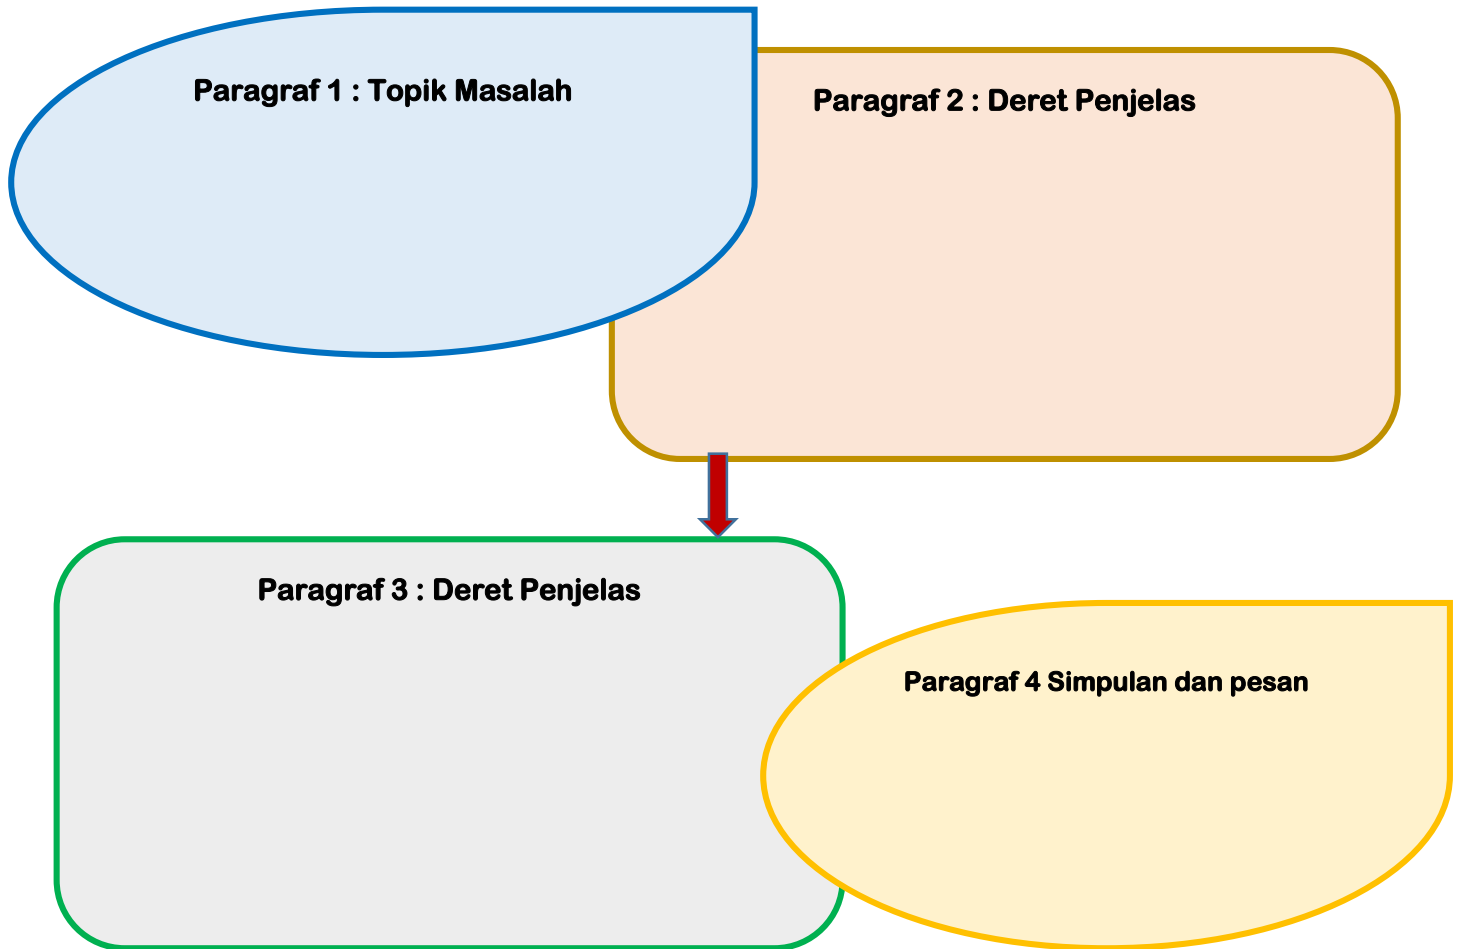 Paragraf 1 : Topik Masalah
Paragraf 2 : Deret Penjelas
Paragraf 3 : Deret Penjelas
Paragraf 4 Simpulan dan pesan